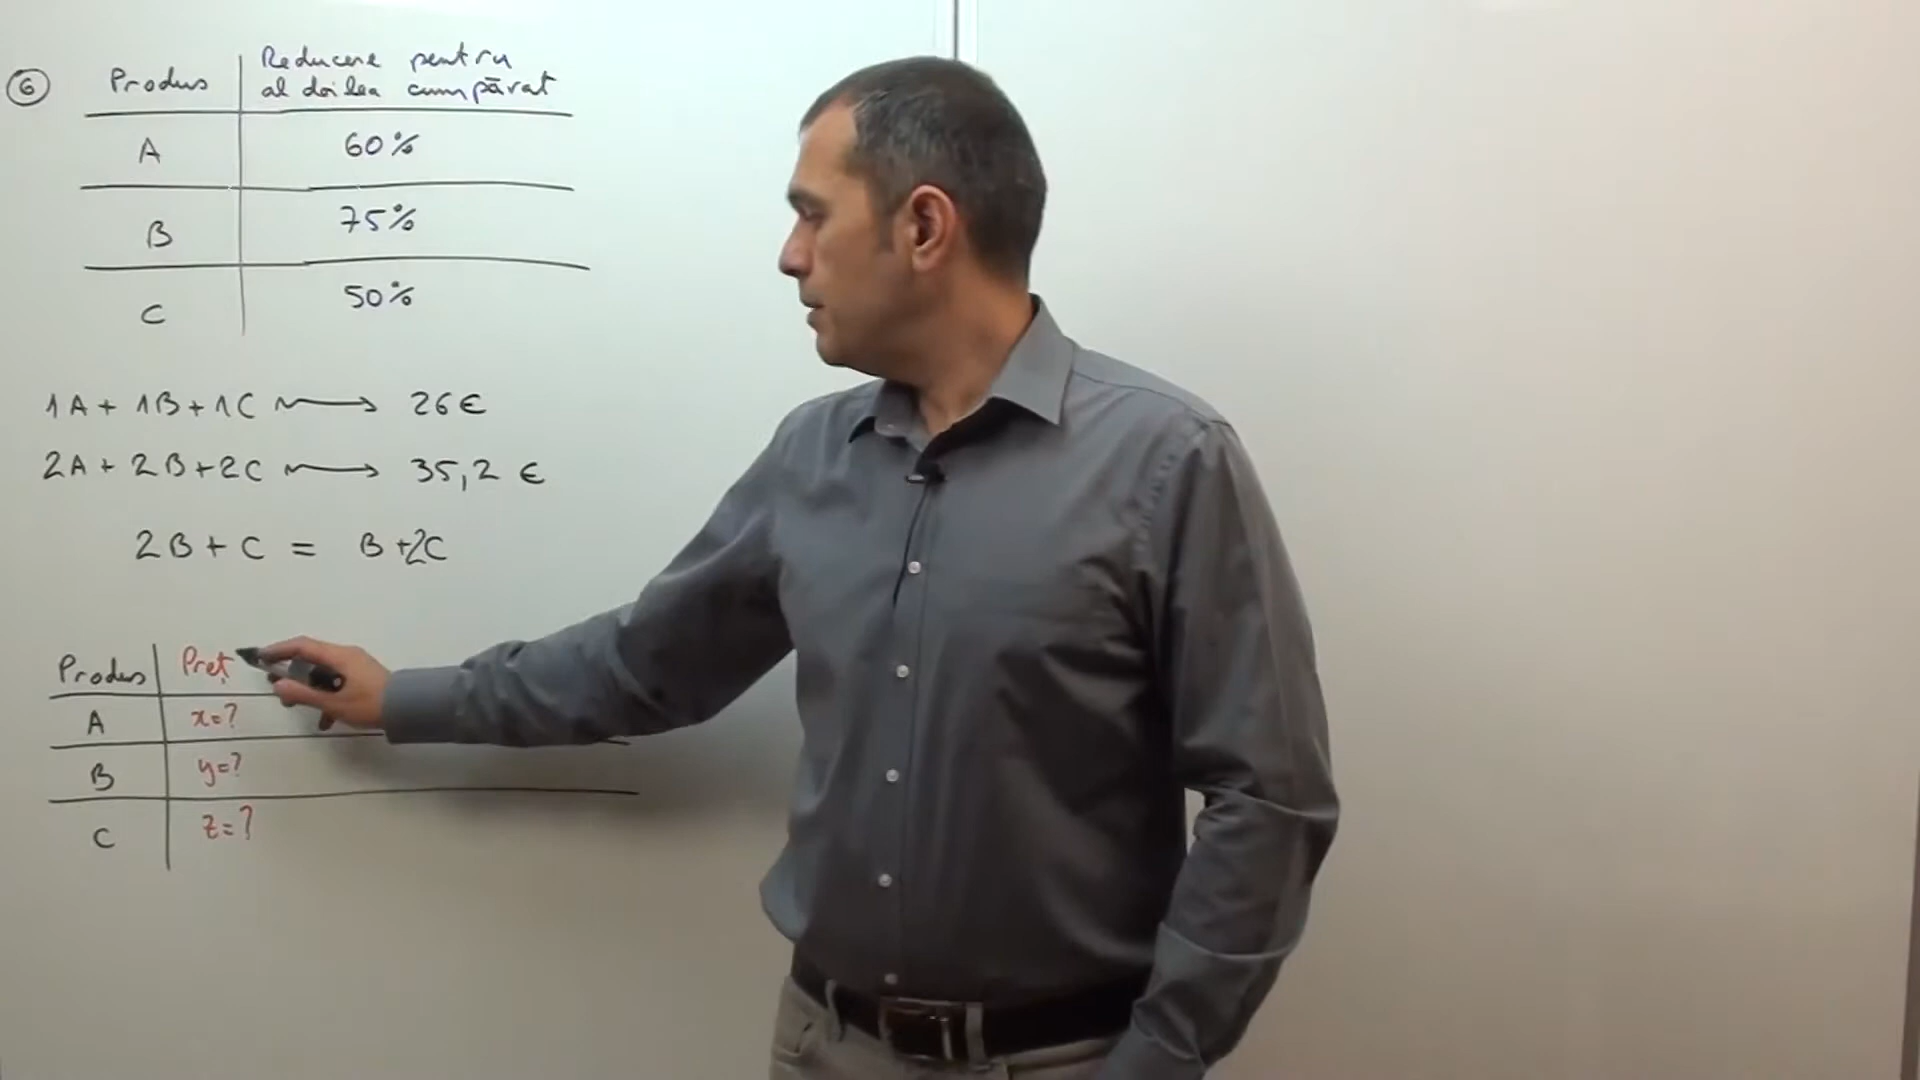 6
Produs
Reducere pentru
al doilea cumpărat
A 60%
B 75%
C 50%
1A + 1B + 1C → 26 €
2A + 2B + 2C → 35,2 €
2B + C = B + 2C
Produs Preț
A x=?
B y=?
C z=?